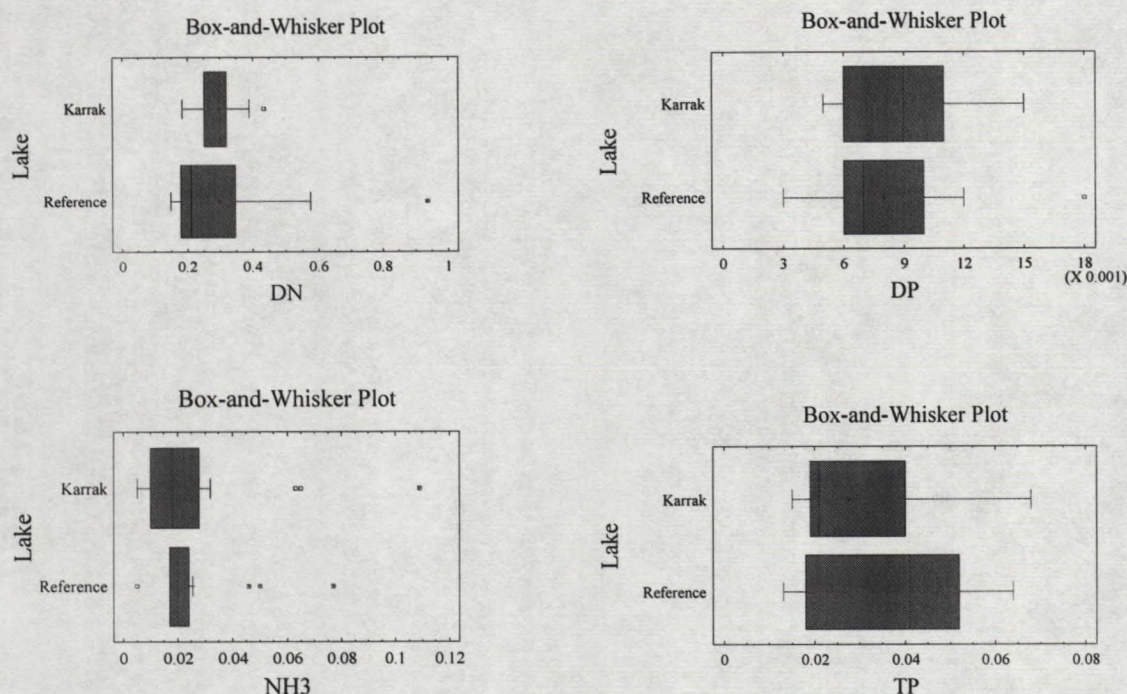 Box-and-Whisker Plot
Lake
Karrak
Reference
0 0.2 0.4 0.6 0.8 1
DN
Box-and-Whisker Plot
Lake
Karrak
Reference
0 3 6 9 12 15 18
(X 0.001)
DP
Box-and-Whisker Plot
Lake
Karrak
Reference
0 0.02 0.04 0.06 0.08 0.1 0.12
NH3
Box-and-Whisker Plot
Lake
Karrak
Reference
0 0.02 0.04 0.06 0.08
TP